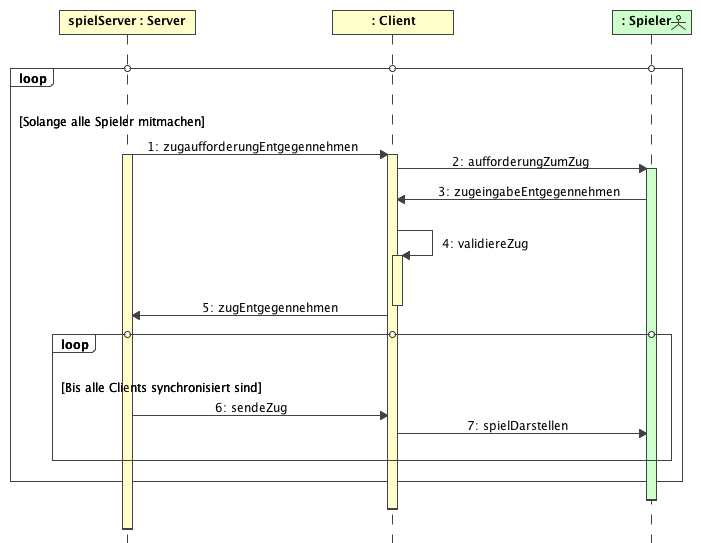 spielServer : Server
: Client
: Spieler
loop
[Solange alle Spieler mitmachen]
1: zugaufforderungEntgegennehmen
2: aufforderungZumZug
3: zugeingabeEntgegennehmen
4: validiereZug
5: zugEntgegennehmen
loop
[Bis alle Clients synchronisiert sind]
6: sendeZug
7: spielDarstellen